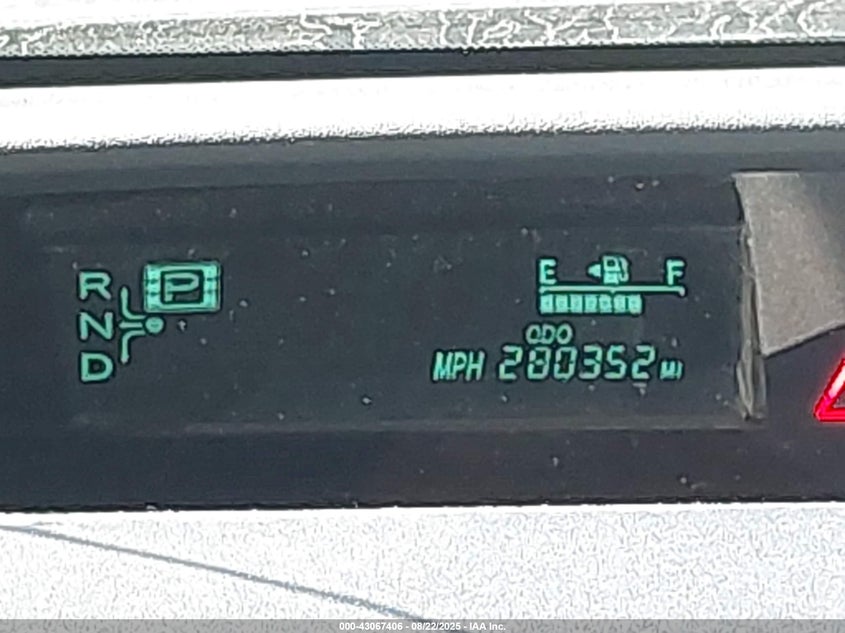 R P
N
D
E F
ODO
MPH 280352 MI
000-43067406 - 08/22/2025 - IAA Inc.